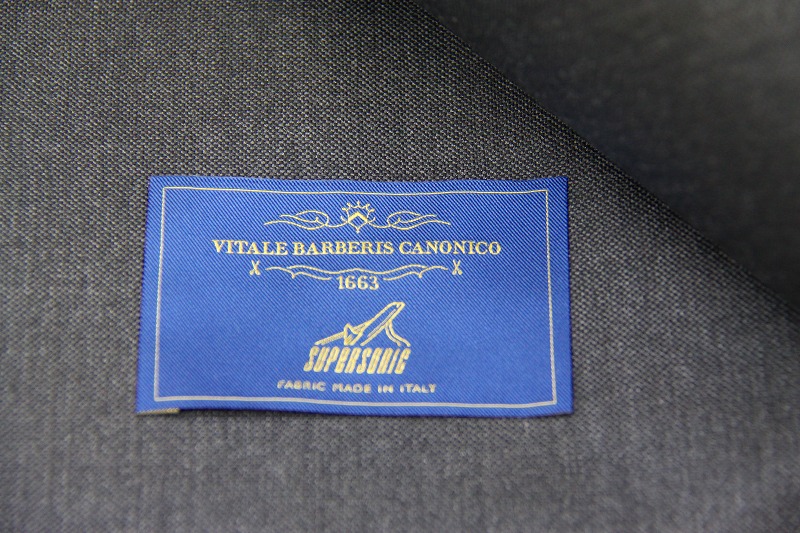 VITALE BARBERIS CANONICO
1663
SUPERSONIC
FABRIC MADE IN ITALY